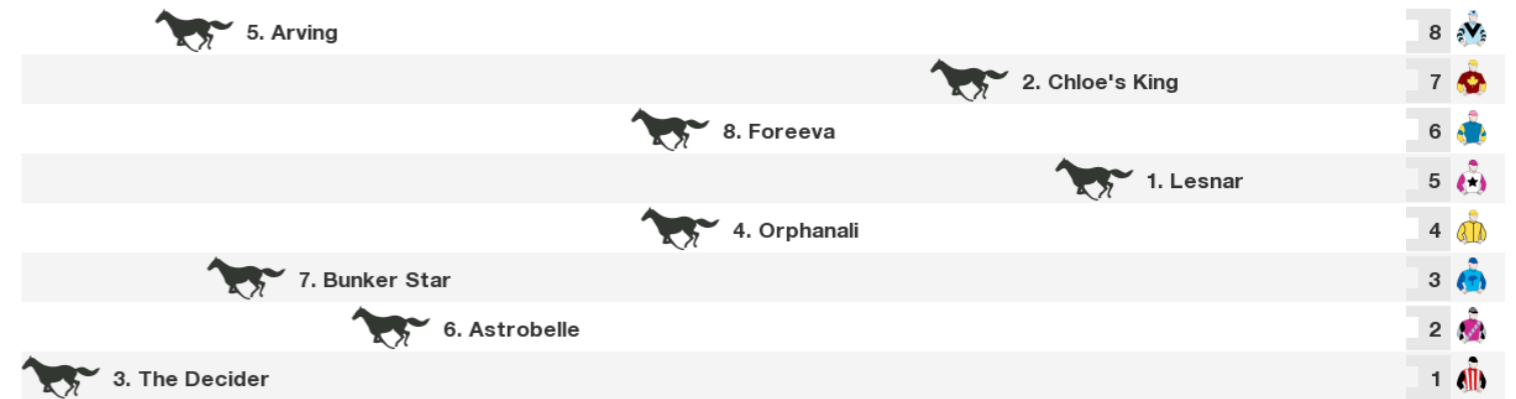 5. Arving 8
2. Chloe's King 7
8. Foreeva 6
1. Lesnar 5
4. Orphanali 4
7. Bunker Star 3
6. Astrobelle 2
3. The Decider 1